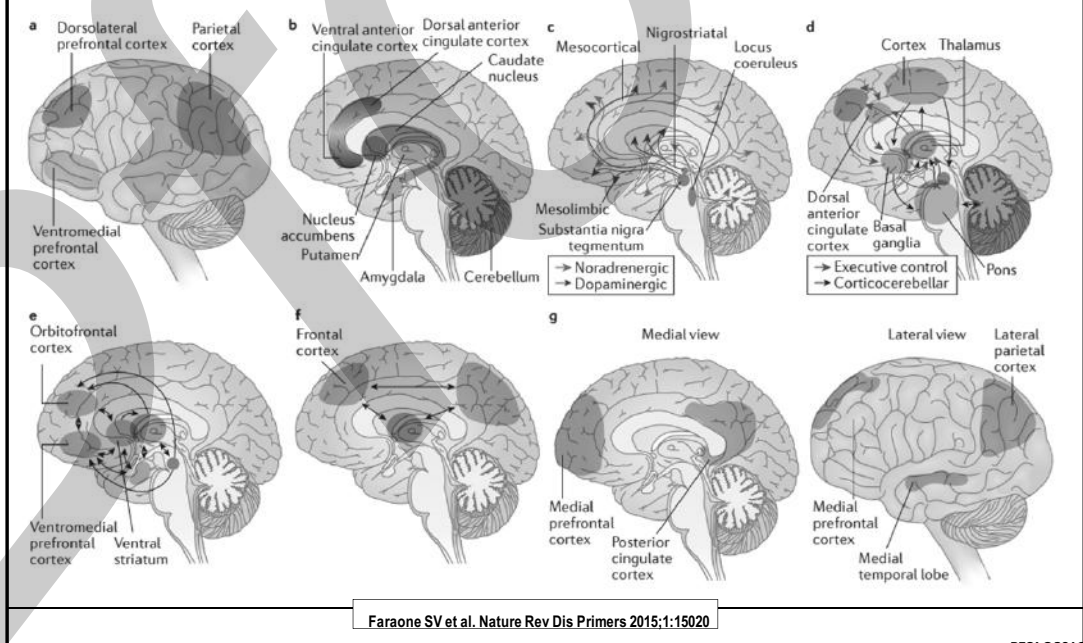 a
Dorsolateral
prefrontal cortex
Parietal
cortex
Ventromedial
prefrontal
cortex
b
Ventral anterior
cingulate cortex
Dorsal anterior
cingulate cortex
Caudate
nucleus
Nucleus
accumbens
Putamen
Amygdala
Cerebellum
c
Mesocortical
Nigrostriatal
Locus
coeruleus
Mesolimbic
Substantia nigra
tegmentum
Noradrenergic
Dopaminergic
d
Cortex
Thalamus
Dorsal
anterior
cingulate
cortex
Basal
ganglia
Pons
Executive control
Corticocerebellar
e
Orbitofrontal
cortex
Ventromedial
prefrontal
cortex
Ventral
striatum
f
Frontal
cortex
g
Medial view
Medial
prefrontal
cortex
Posterior
cingulate
cortex
Lateral view
Lateral
parietal
cortex
Medial
prefrontal
cortex
Medial
temporal lobe
Faraone SV et al. Nature Rev Dis Primers 2015;1:15020